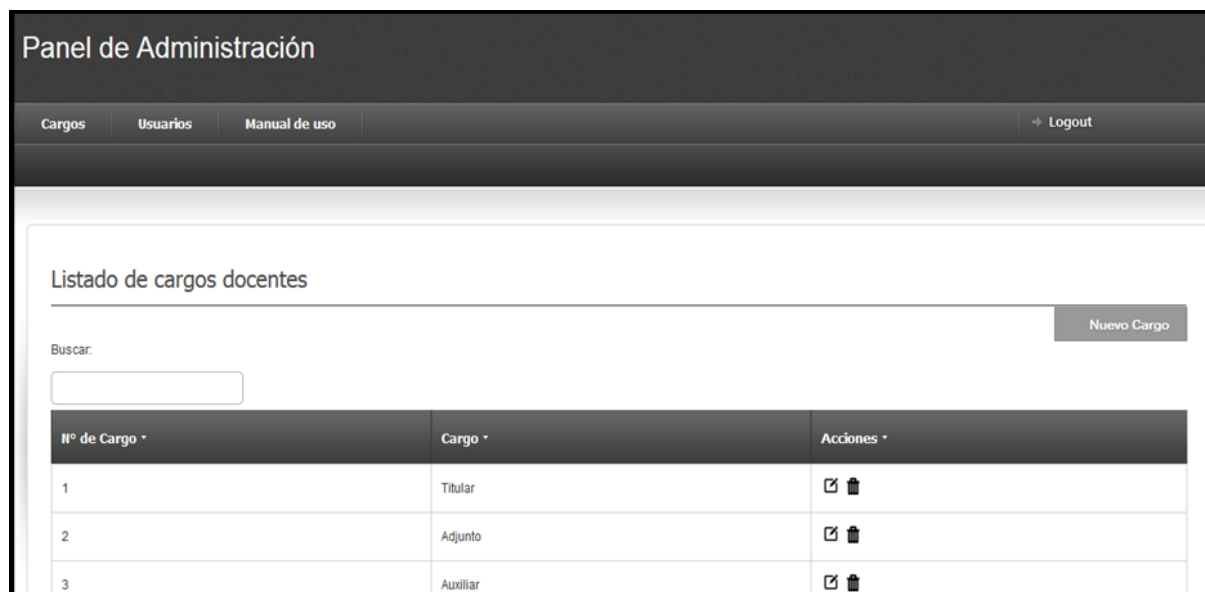 Panel de Administración
Cargos Usuarios Manual de uso Logout
Listado de cargos docentes
Nuevo Cargo
Buscar:
Nº de Cargo Cargo Acciones
1 Titular
2 Adjunto
3 Auxiliar